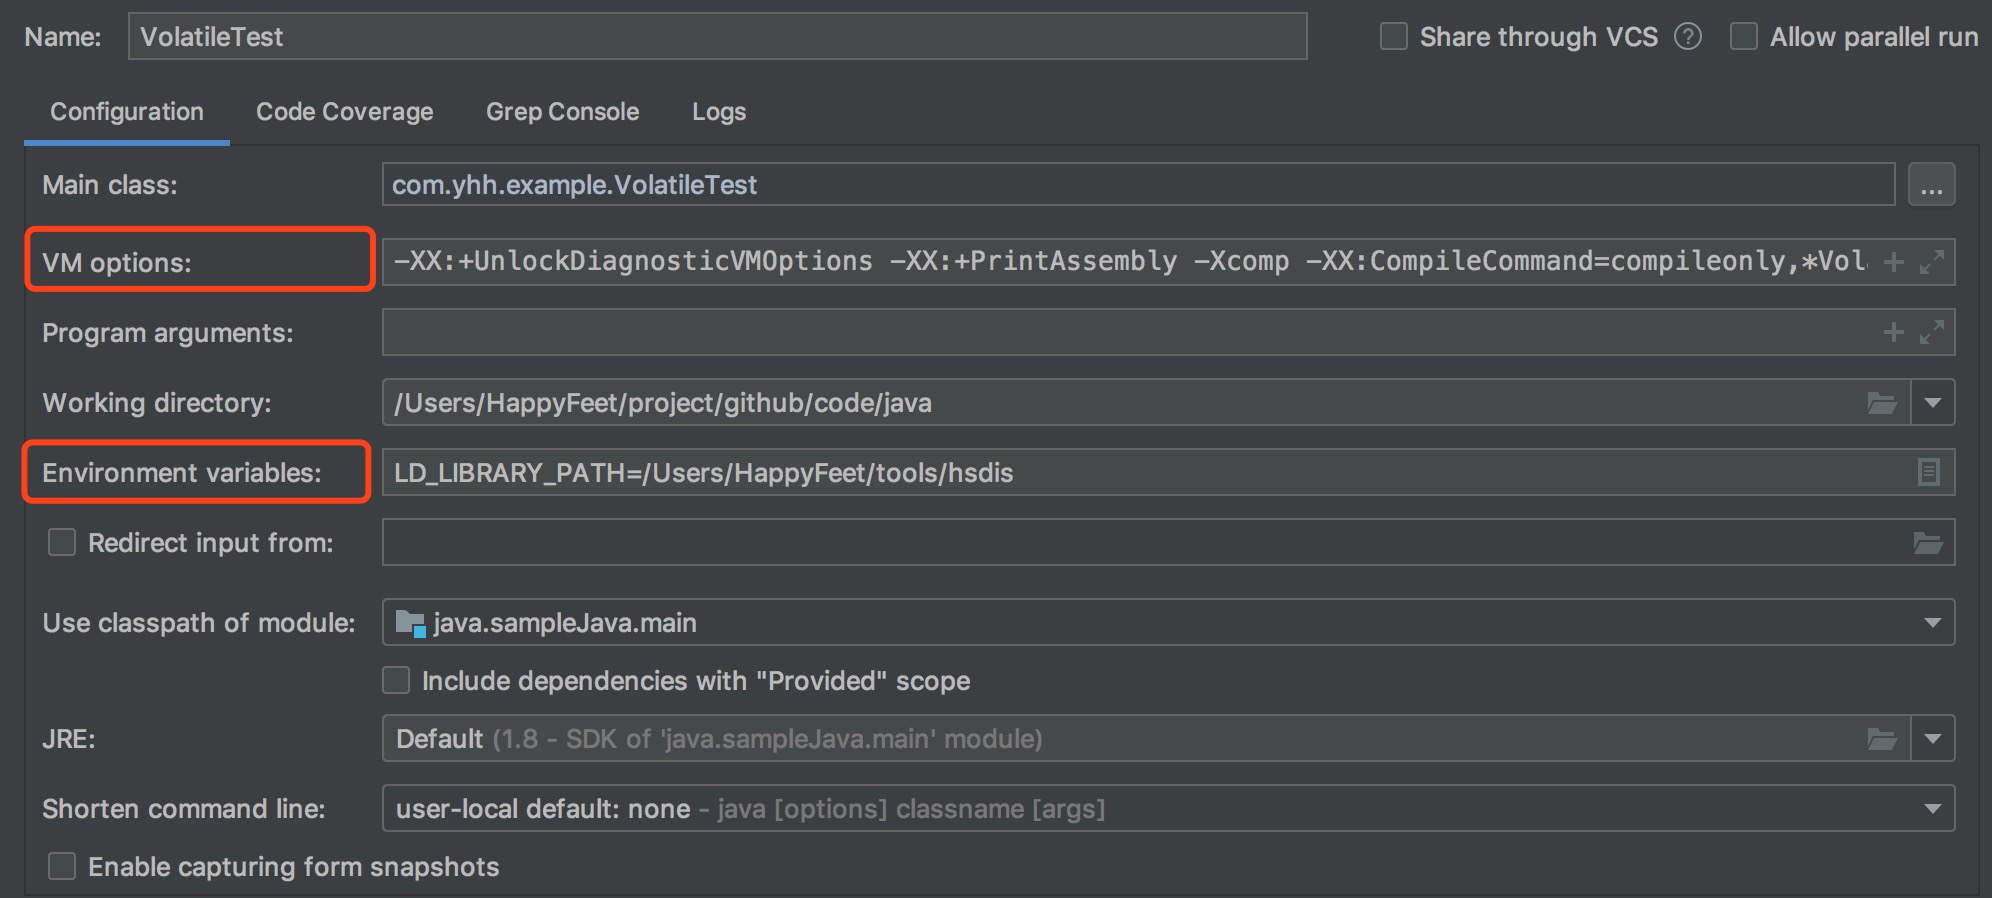 Name: VolatileTest Share through VCS ? Allow parallel run
Configuration Code Coverage Grep Console Logs
Main class: com.yhh.example.VolatileTest ...
VM options: -XX:+UnlockDiagnosticVMOptions -XX:+PrintAssembly -Xcomp -XX:CompileCommand=compileonly,*Vol
Program arguments:
Working directory: /Users/HappyFeet/project/github/code/java
Environment variables: LD_LIBRARY_PATH=/Users/HappyFeet/tools/hsdis
Redirect input from:
Use classpath of module: java.sampleJava.main
Include dependencies with "Provided" scope
JRE: Default (1.8 - SDK of 'java.sampleJava.main' module)
Shorten command line: user-local default: none - java [options] classname [args]
Enable capturing form snapshots